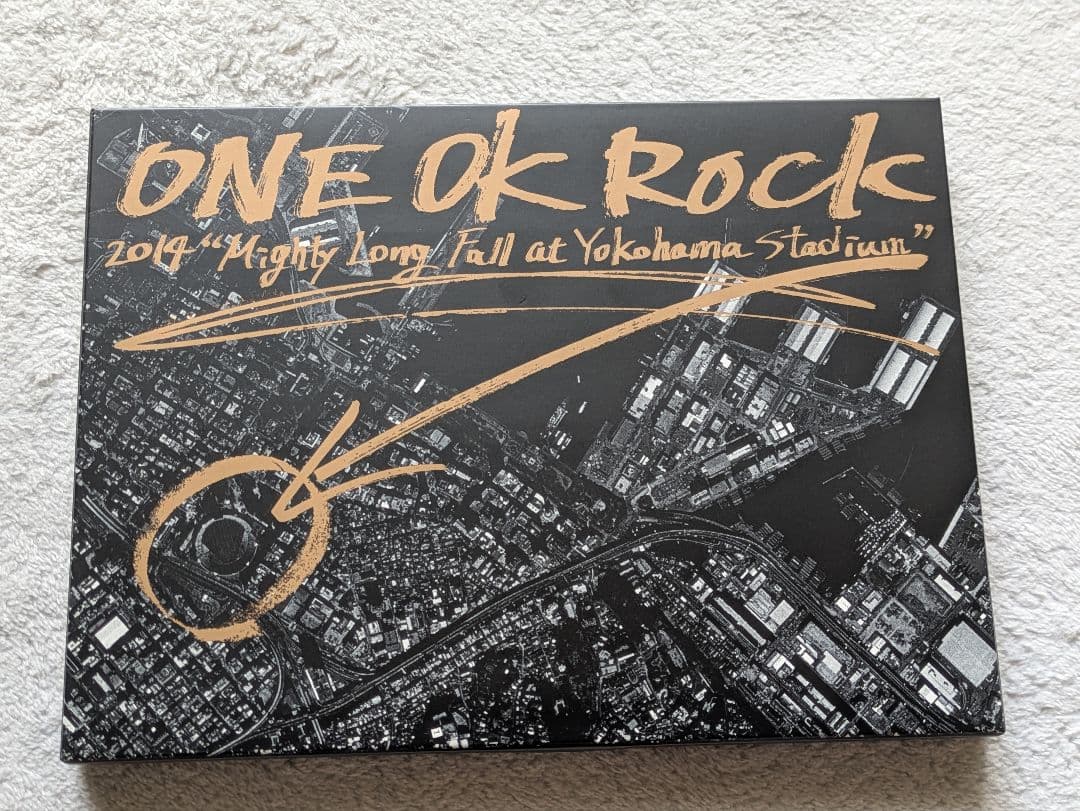 ONE OK ROCK
2014 “Mighty Long Fall at Yokohama Stadium”